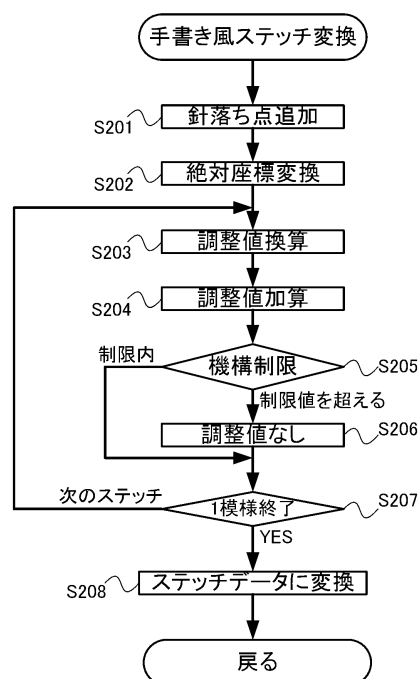 手書き風ステッチ変換
S201
針落ち点追加
S202
絶対座標変換
S203
調整値換算
S204
調整値加算
制限内
機構制限
S205
制限値を超える
調整値なし
S206
次のステッチ
1模様終了
S207
YES
S208
ステッチデータに変換
戻る